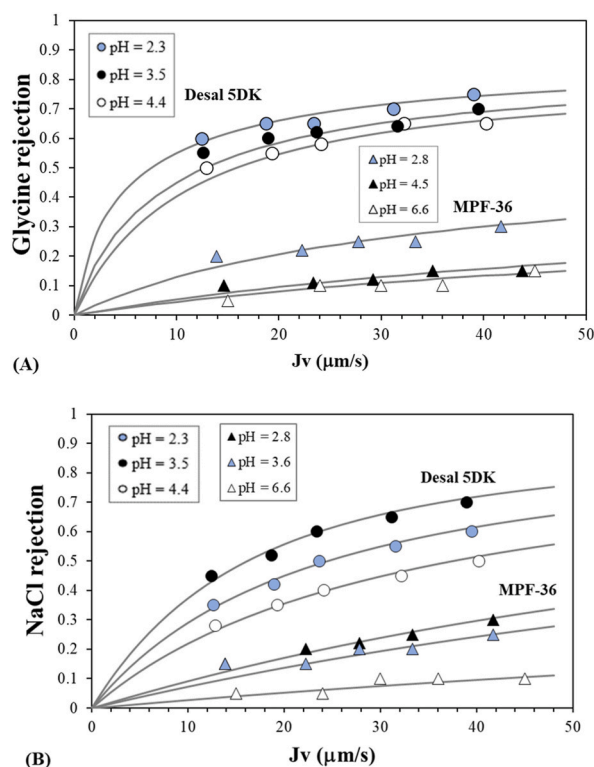 1
0.9
0.8
0.7
0.6
0.5
0.4
0.3
0.2
0.1
0
Glycine rejection
pH = 2.3
pH = 3.5
pH = 4.4
Desal 5DK
pH = 2.8
pH = 4.5
pH = 6.6
MPF-36
0 10 20 30 40 50
(A)
Jv (μm/s)
1
0.9
0.8
0.7
0.6
0.5
0.4
0.3
0.2
0.1
0
NaCl rejection
pH = 2.3
pH = 3.5
pH = 4.4
pH = 2.8
pH = 3.6
pH = 6.6
Desal 5DK
MPF-36
0 10 20 30 40 50
(B)
Jv (μm/s)